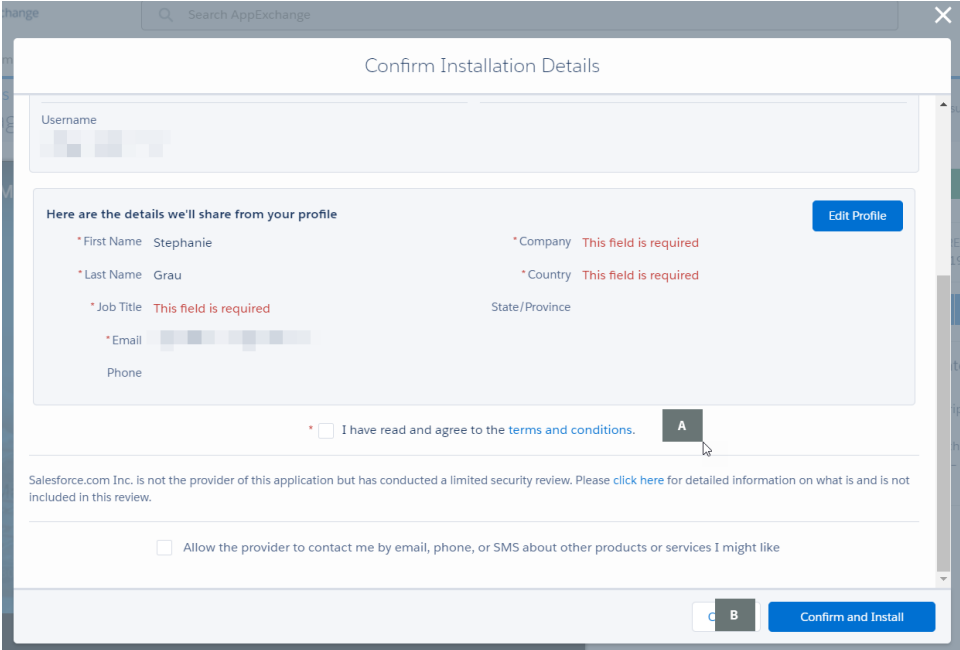 Search AppExchange
Confirm Installation Details
Username
Here are the details we'll share from your profile
Edit Profile
* First Name Stephanie
* Company This field is required
* Last Name Grau
* Country This field is required
* Job Title This field is required
State/Province
* Email
Phone
* I have read and agree to the terms and conditions.
A
Salesforce.com Inc. is not the provider of this application but has conducted a limited security review. Please click here for detailed information on what is and is not
included in this review.
Allow the provider to contact me by email, phone, or SMS about other products or services I might like
B
Confirm and Install